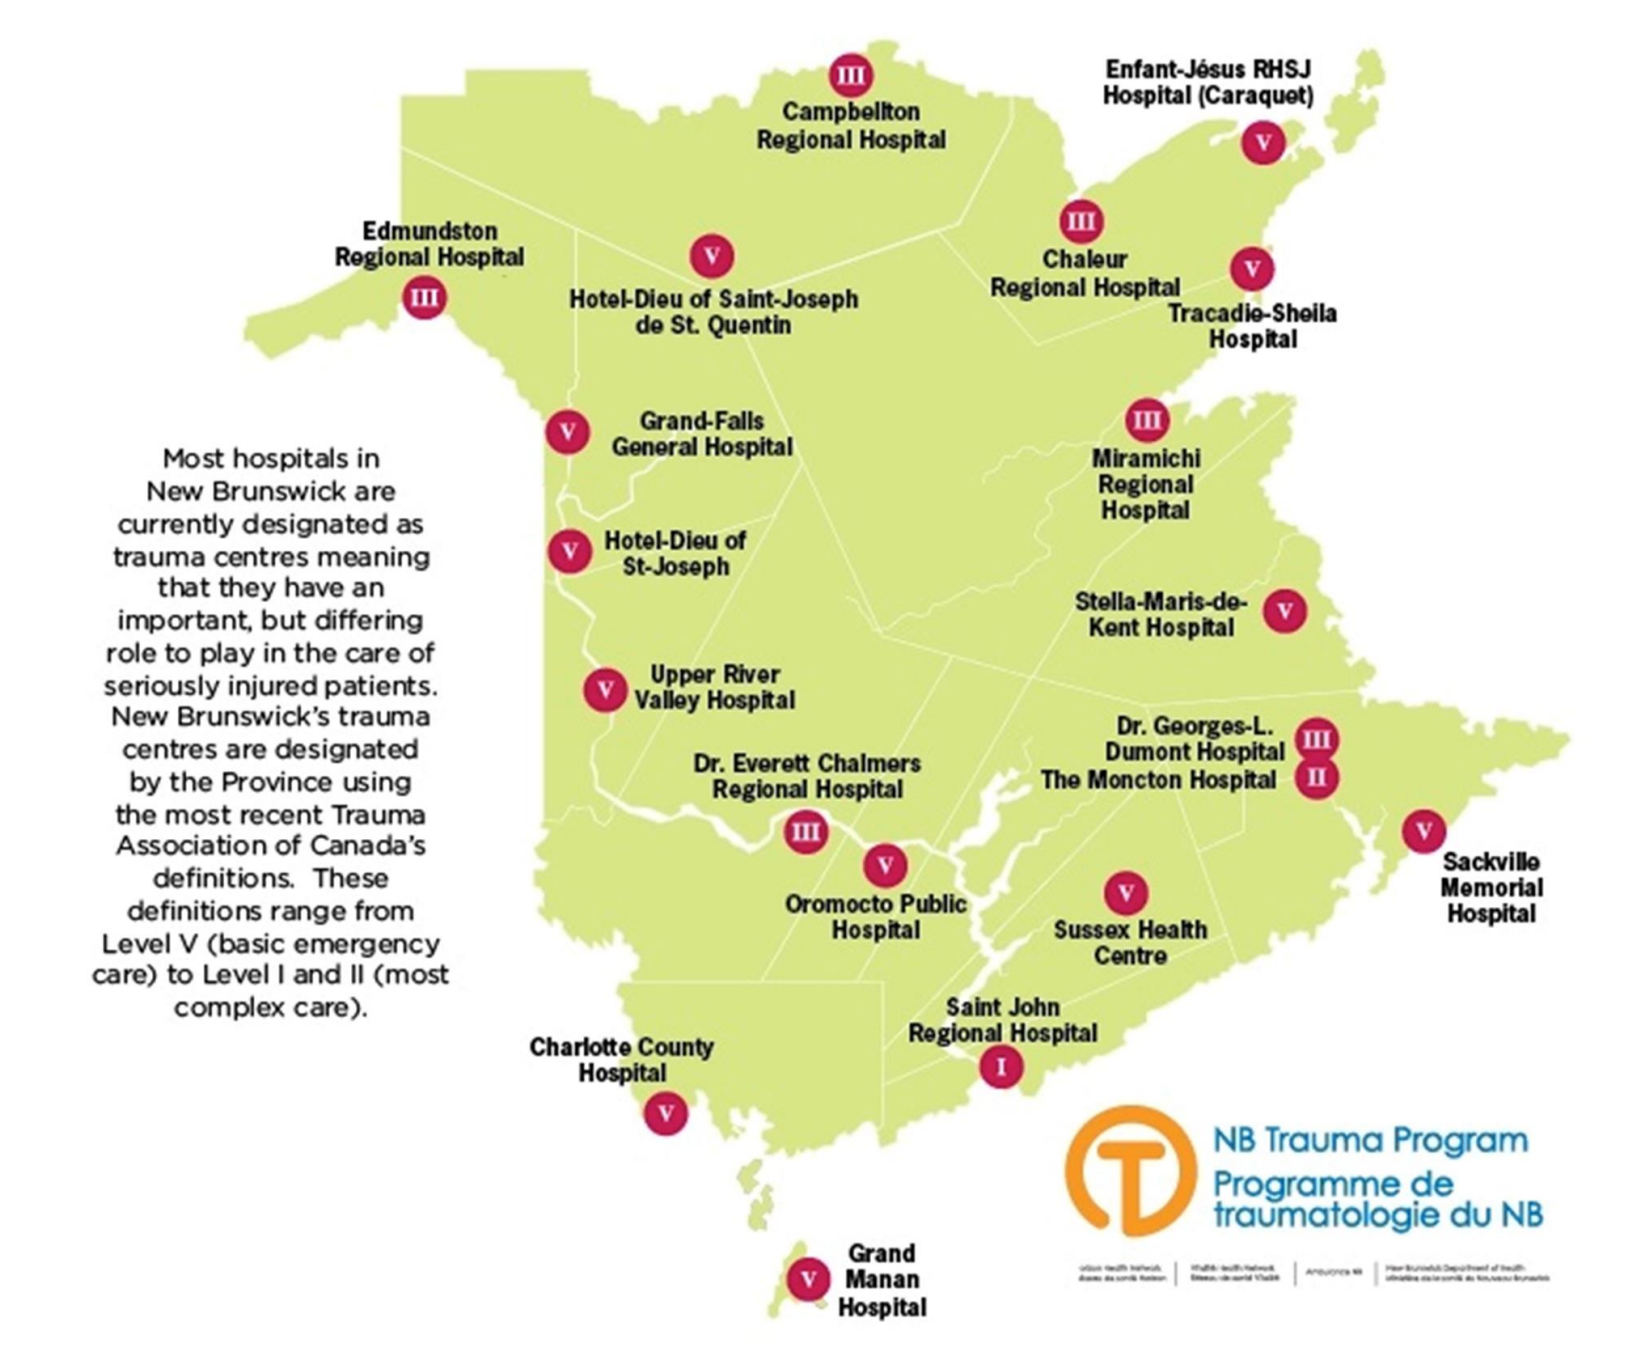 III
Campbellton
Regional Hospital
Enfant-Jésus RHSJ
Hospital (Caraquet)
V
Edmundston
Regional Hospital
III
V
Hotel-Dieu of Saint-Joseph
de St. Quentin
III
Chaleur
Regional Hospital
V
Tracadie-Sheila
Hospital
V
Grand-Falls
General Hospital
III
Miramichi
Regional
Hospital
Most hospitals in
New Brunswick are
currently designated as
trauma centres meaning
that they have an
important, but differing
role to play in the care of
seriously injured patients.
New Brunswick's trauma
centres are designated
by the Province using
the most recent Trauma
Association of Canada's
definitions. These
definitions range from
Level V (basic emergency
care) to Level I and II (most
complex care).
V
Hotel-Dieu of
St-Joseph
Stella-Maris-de-
Kent Hospital
V
V
Upper River
Valley Hospital
Dr. Georges-L.
Dumont Hospital
III
The Moncton Hospital
II
Dr. Everett Chalmers
Regional Hospital
III
V
Oromocto Public
Hospital
V
Sussex Health
Centre
V
Sackville
Memorial
Hospital
Saint John
Regional Hospital
I
Charlotte County
Hospital
V
Grand
Manan
Hospital
V
NB Trauma Program
Programme de
traumatologie du NB
Ambulance NB